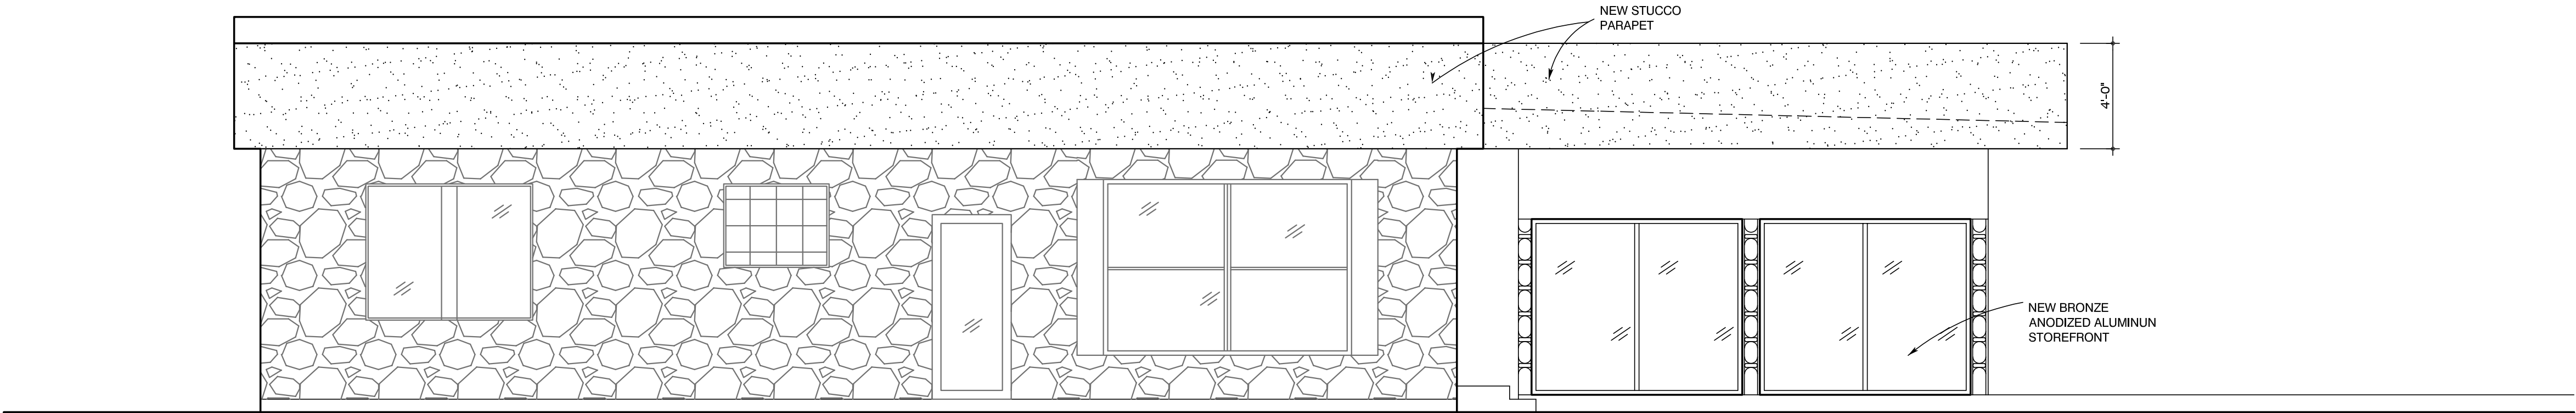 NEW STUCCO
PARAPET
4'-0"
NEW BRONZE
ANODIZED ALUMINUN
STOREFRONT